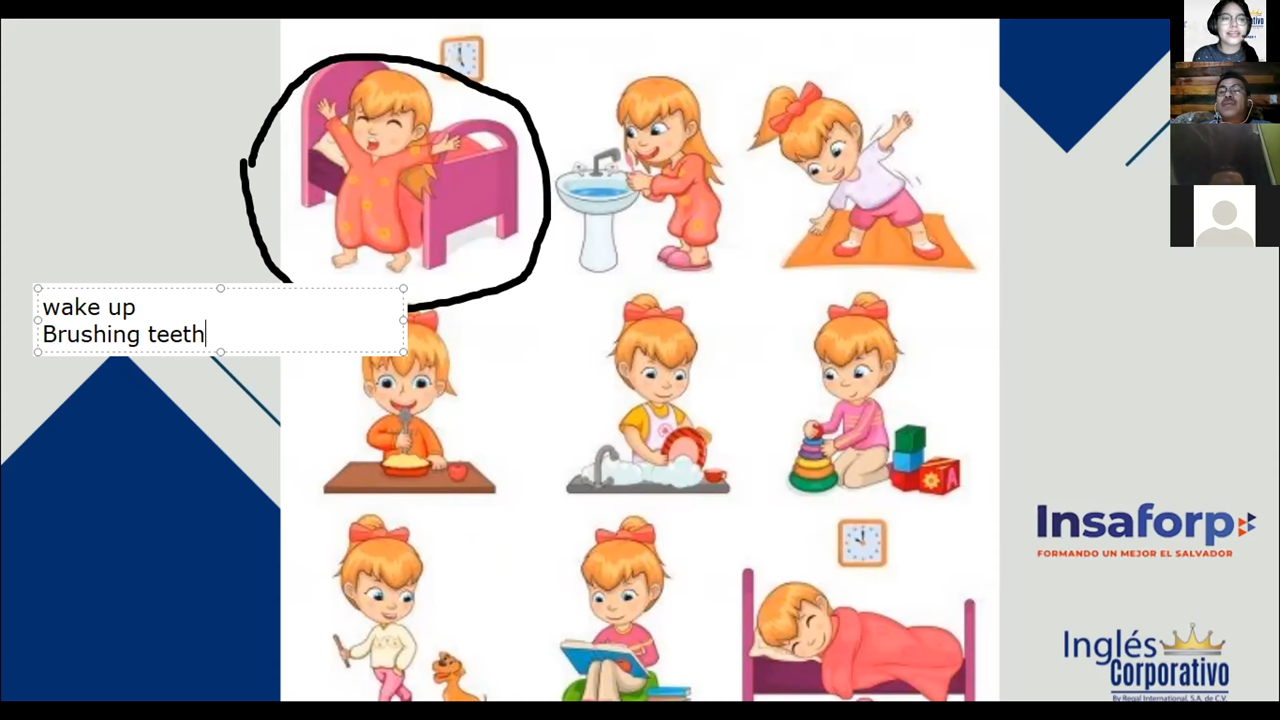 wake up
Brushing teeth
A
Insaforp
FORMANDO UN MEJOR EL SALVADOR
Inglés
Corporativo
By Regal International, S.A. de C.V.